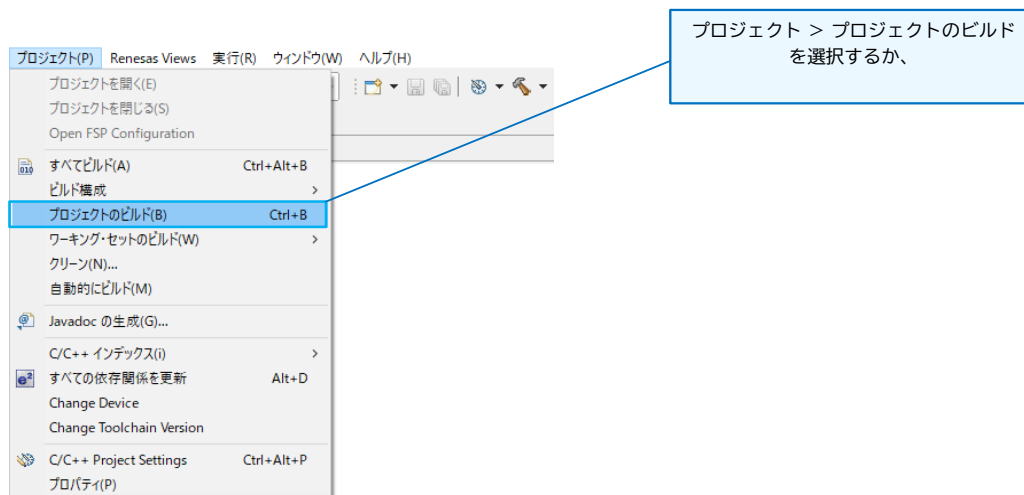 プロジェクト > プロジェクトのビルド
を選択するか、
プロジェクト(P) Renesas Views 実行(R) ウィンドウ(W) ヘルプ(H)
プロジェクトを開く(E)
プロジェクトを閉じる(S)
Open FSP Configuration
010 すべてビルド(A) Ctrl+Alt+B
ビルド構成 >
プロジェクトのビルド(B) Ctrl+B
ワーキング・セットのビルド(W) >
クリーン(N)...
自動的にビルド(M)
@ Javadoc の生成(G)...
C/C++ インデックス(i) >
e² すべての依存関係を更新 Alt+D
Change Device
Change Toolchain Version
C/C++ Project Settings Ctrl+Alt+P
プロパティ(P)